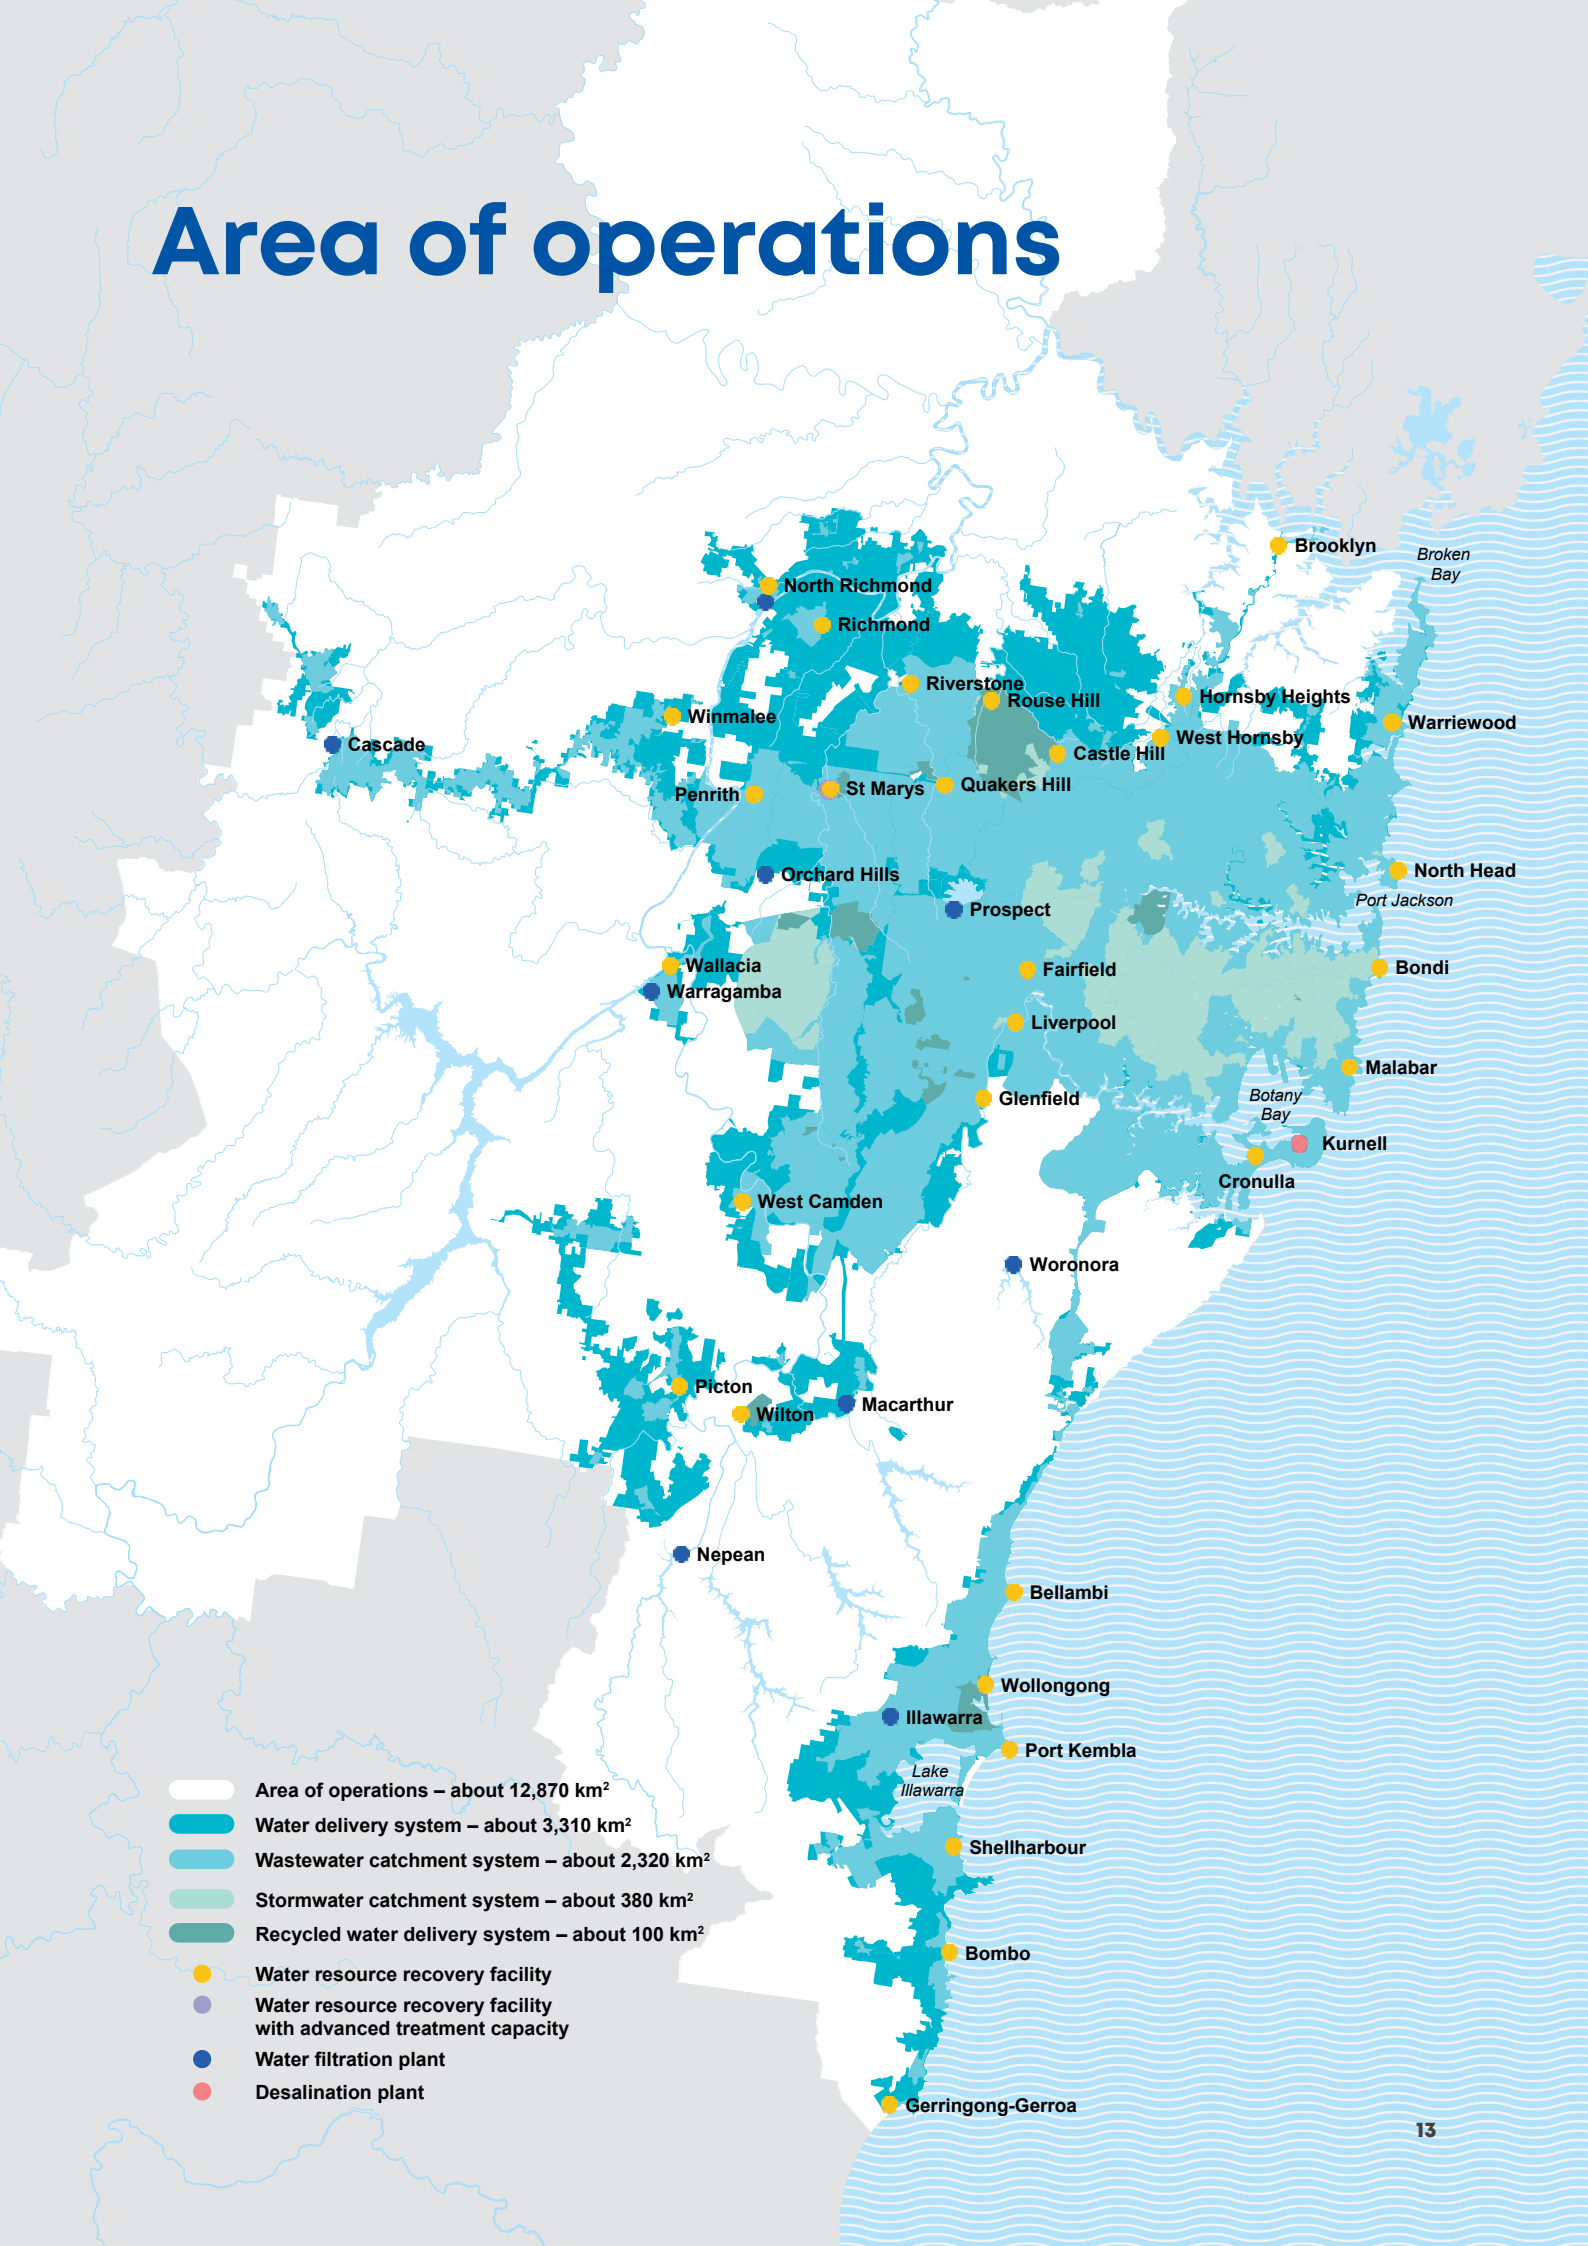 Area of operations
Brooklyn
Broken
Bay
North Richmond
Richmond
Riverstone
Rouse Hill
Hornsby Heights
Winmalee
Warriewood
Cascade
West Hornsby
Castle Hill
Penrith
St Marys
Quakers Hill
Orchard Hills
North Head
Port Jackson
Prospect
Wallacia
Fairfield
Bondi
Warragamba
Liverpool
Malabar
Glenfield
Botany
Bay
Kurnell
Cronulla
West Camden
Woronora
Picton
Wilton
Macarthur
Nepean
Bellambi
Wollongong
Illawarra
Port Kembla
Lake
Illawarra
Shellharbour
Bombo
Gerringong-Gerroa
Area of operations – about 12,870 km²
Water delivery system – about 3,310 km²
Wastewater catchment system – about 2,320 km²
Stormwater catchment system – about 380 km²
Recycled water delivery system – about 100 km²
Water resource recovery facility
Water resource recovery facility
with advanced treatment capacity
Water filtration plant
Desalination plant
13